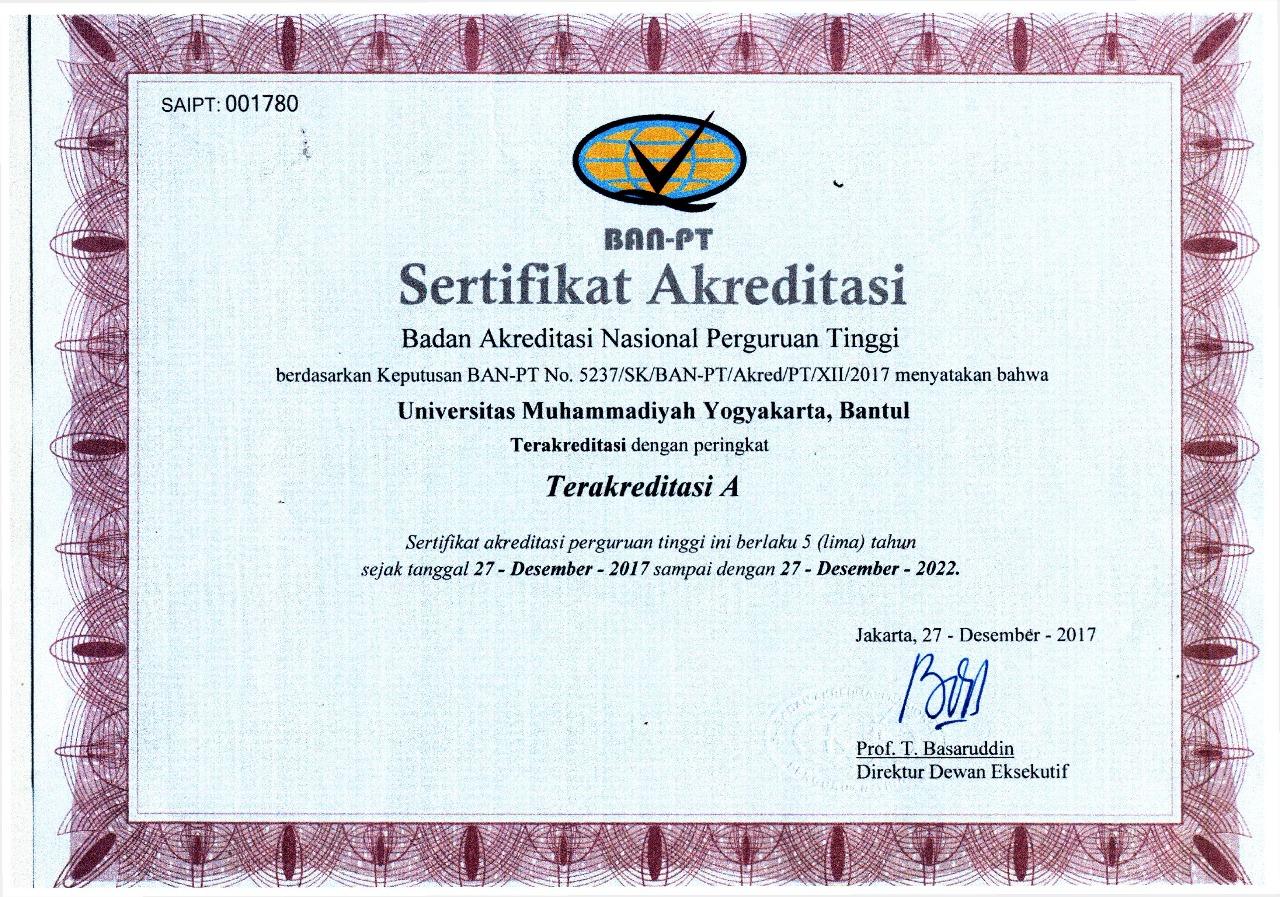 SAIPT: 001780
BAN-PT
Sertifikat Akreditasi
Badan Akreditasi Nasional Perguruan Tinggi
berdasarkan Keputusan BAN-PT No. 5237/SK/BAN-PT/Akred/PT/XII/2017 menyatakan bahwa
Universitas Muhammadiyah Yogyakarta, Bantul
Terakreditasi dengan peringkat
Terakreditasi A
Sertifikat akreditasi perguruan tinggi ini berlaku 5 (lima) tahun
sejak tanggal 27 - Desember - 2017 sampai dengan 27 - Desember - 2022.
Jakarta, 27 - Desember - 2017
Prof. T. Basaruddin
Direktur Dewan Eksekutif